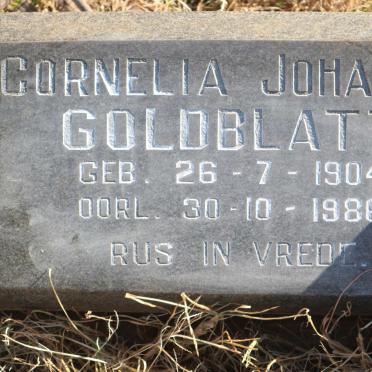 CORNELIA JOHA
GOLDBLATT
GEB. 26 - 7 - 1904
OORL. 30 - 10 - 1986
RUS IN VREDE.